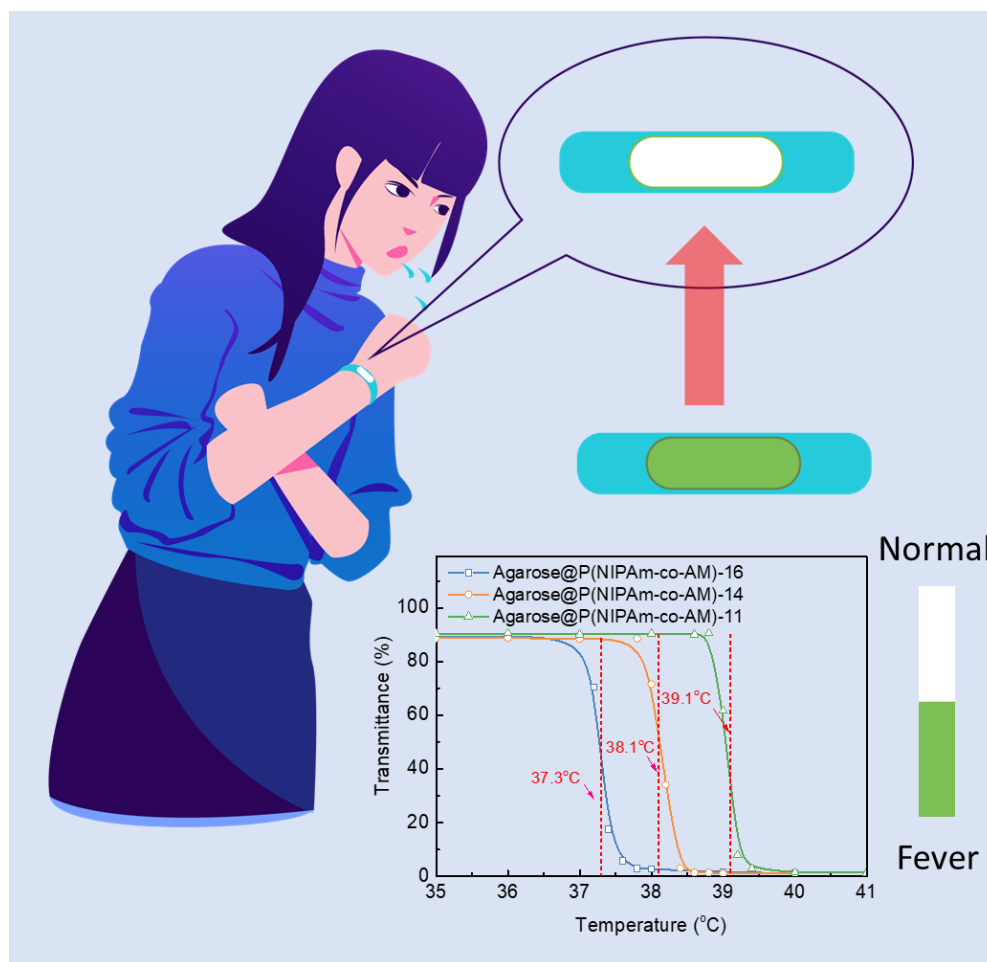 Normal
Fever
Agarose@P(NIPAm-co-AM)-16
Agarose@P(NIPAm-co-AM)-14
Agarose@P(NIPAm-co-AM)-11
100
80
60
40
20
0
Transmittance (%)
39.1°C
38.1°C
37.3°C
35 36 37 38 39 40 41
Temperature (°C)